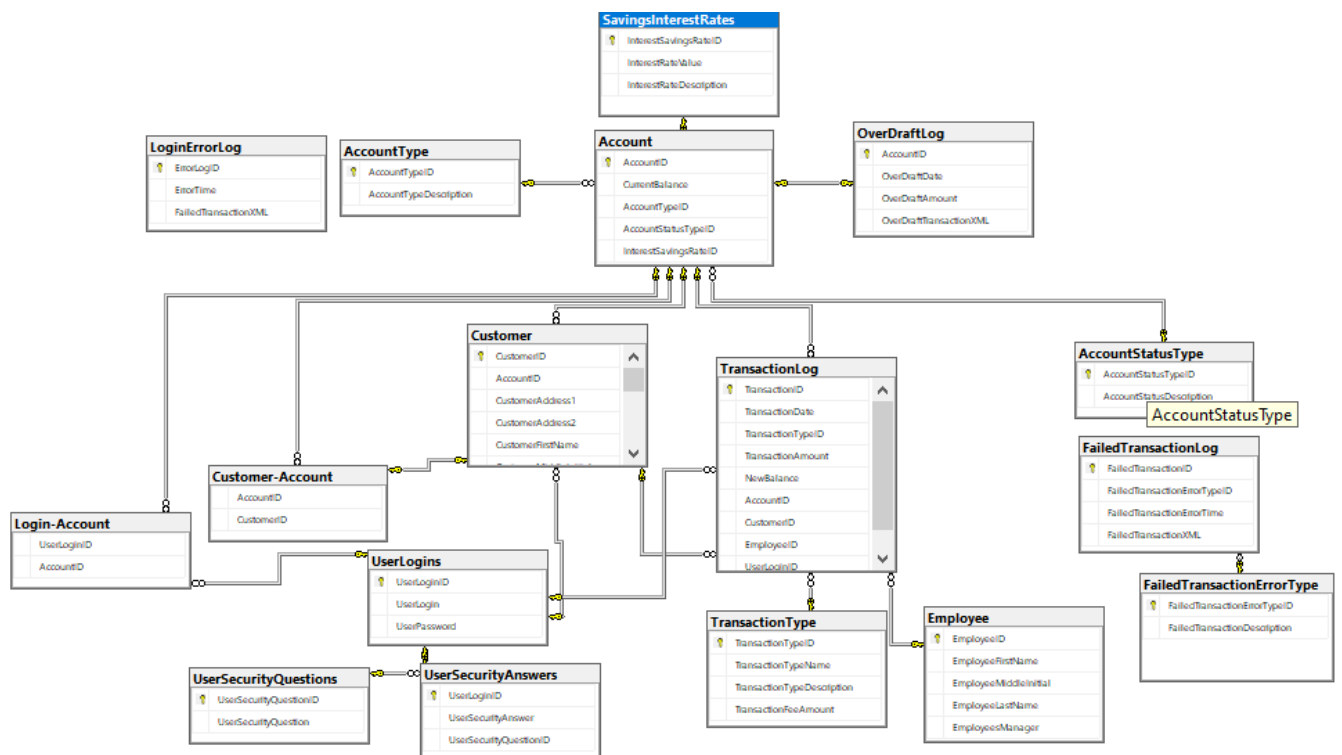 SavingsInterestRates
InterestSavingsRateID
InterestRateValue
InterestRateDescription
LoginErrorLog
ErrorLogID
ErrorTime
FailedTransactionXML
AccountType
AccountTypeID
AccountTypeDescription
Account
AccountID
CurrentBalance
AccountTypeID
AccountStatusTypeID
InterestSavingsRateID
OverDraftLog
AccountID
OverDraftDate
OverDraftAmount
OverDraftTransactionXML
Customer
CustomerID
AccountID
CustomerAddress1
CustomerAddress2
CustomerFirstName
TransactionLog
TransactionID
TransactionDate
TransactionTypeID
TransactionAmount
NewBalance
AccountID
CustomerID
EmployeeID
UserLoginID
AccountStatusType
AccountStatusTypeID
AccountStatusDescription
AccountStatusType
FailedTransactionLog
FailedTransactionID
FailedTransactionErrorTypeID
FailedTransactionErrorTime
FailedTransactionXML
Customer-Account
AccountID
CustomerID
Login-Account
UserLoginID
AccountID
UserLogins
UserLoginID
UserLogin
UserPassword
FailedTransactionErrorType
FailedTransactionErrorTypeID
FailedTransactionDescription
TransactionType
TransactionTypeID
TransactionTypeName
TransactionTypeDescription
TransactionFeeAmount
Employee
EmployeeID
EmployeeFirstName
EmployeeMiddleInitial
EmployeeLastName
EmployeesManager
UserSecurityQuestions
UserSecurityQuestionID
UserSecurityQuestion
UserSecurityAnswers
UserLoginID
UserSecurityAnswer
UserSecurityQuestionID